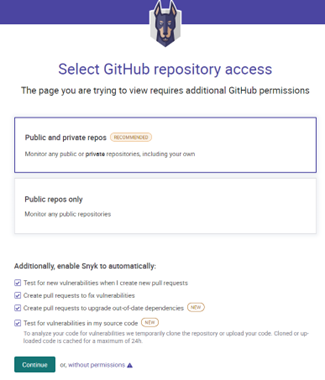 Select GitHub repository access
The page you are trying to view requires additional GitHub permissions
Public and private repos RECOMMENDED
Monitor any public or private repositories, including your own
Public repos only
Monitor any public repositories
Additionally, enable Snyk to automatically:
Test for new vulnerabilities when I create new pull requests
Create pull requests to fix vulnerabilities
Create pull requests to upgrade out-of-date dependencies NEW
Test for vulnerabilities in my source code NEW
To analyze your code for vulnerabilities we temporarily clone the repository or upload your code. Cloned or up-
loaded code is cached for a maximum of 24h
Continue or, without permissions